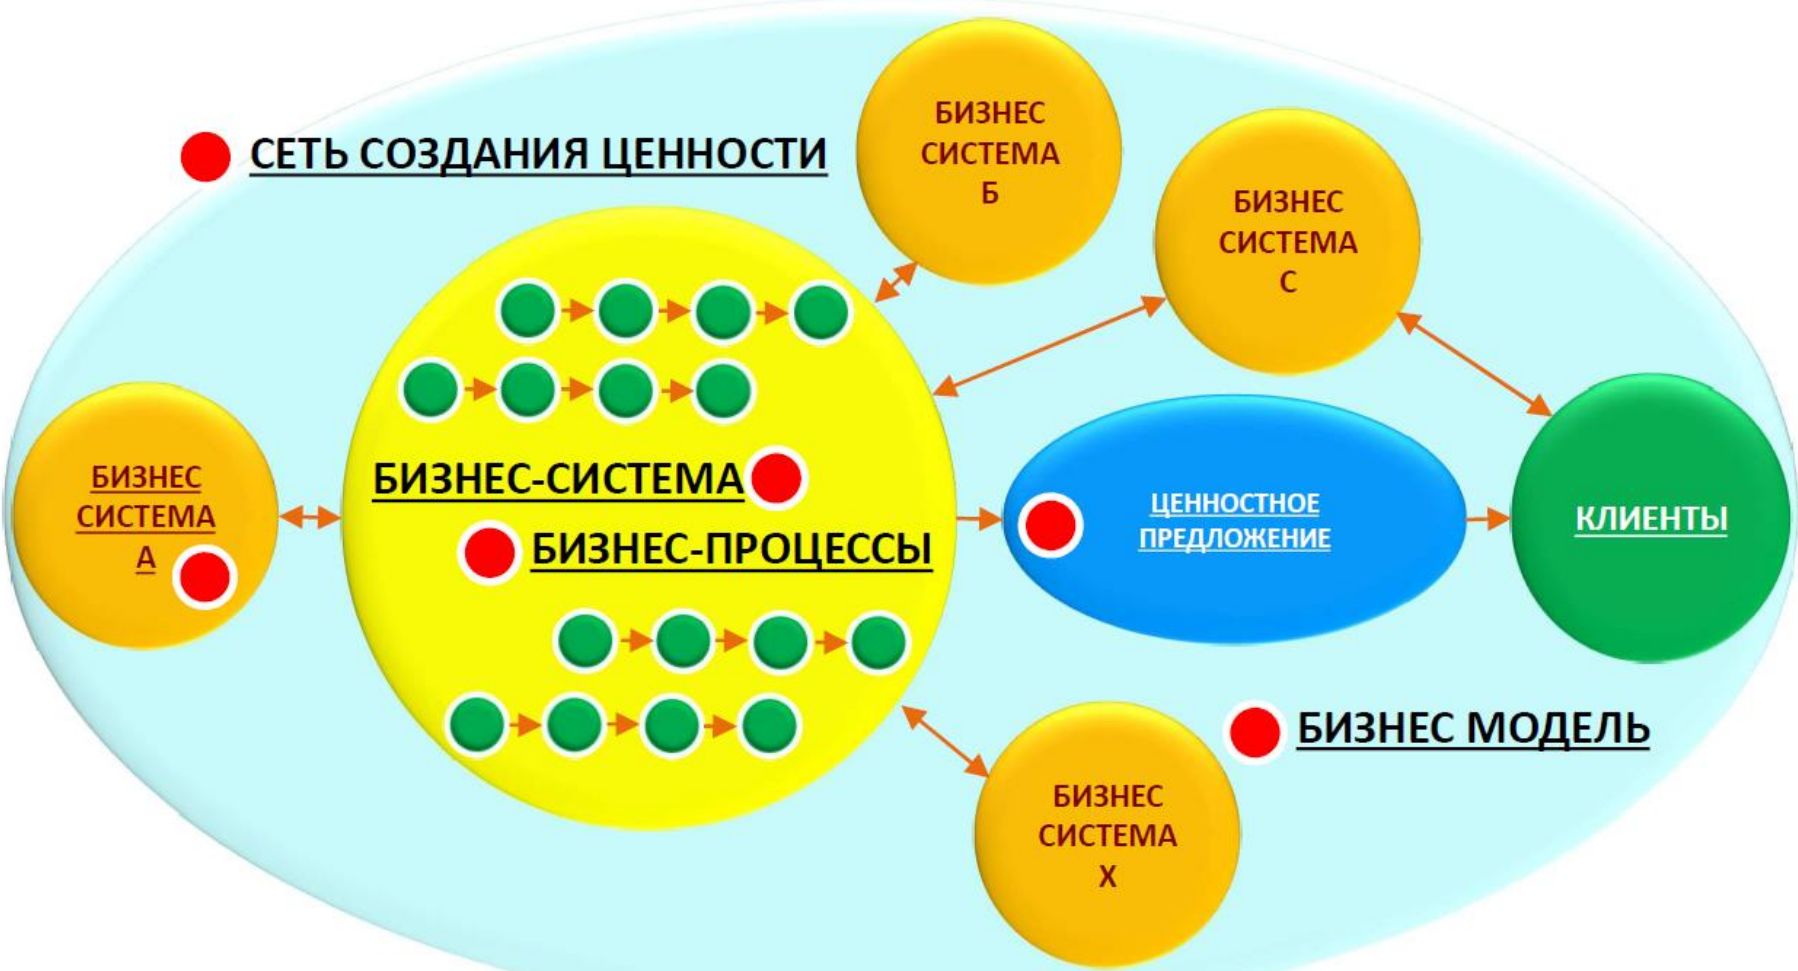 СЕТЬ СОЗДАНИЯ ЦЕННОСТИ
БИЗНЕС
СИСТЕМА
Б
БИЗНЕС
СИСТЕМА
С
БИЗНЕС
СИСТЕМА
А
БИЗНЕС-СИСТЕМА
БИЗНЕС-ПРОЦЕССЫ
ЦЕННОСТНОЕ
ПРЕДЛОЖЕНИЕ
КЛИЕНТЫ
БИЗНЕС МОДЕЛЬ
БИЗНЕС
СИСТЕМА
Х